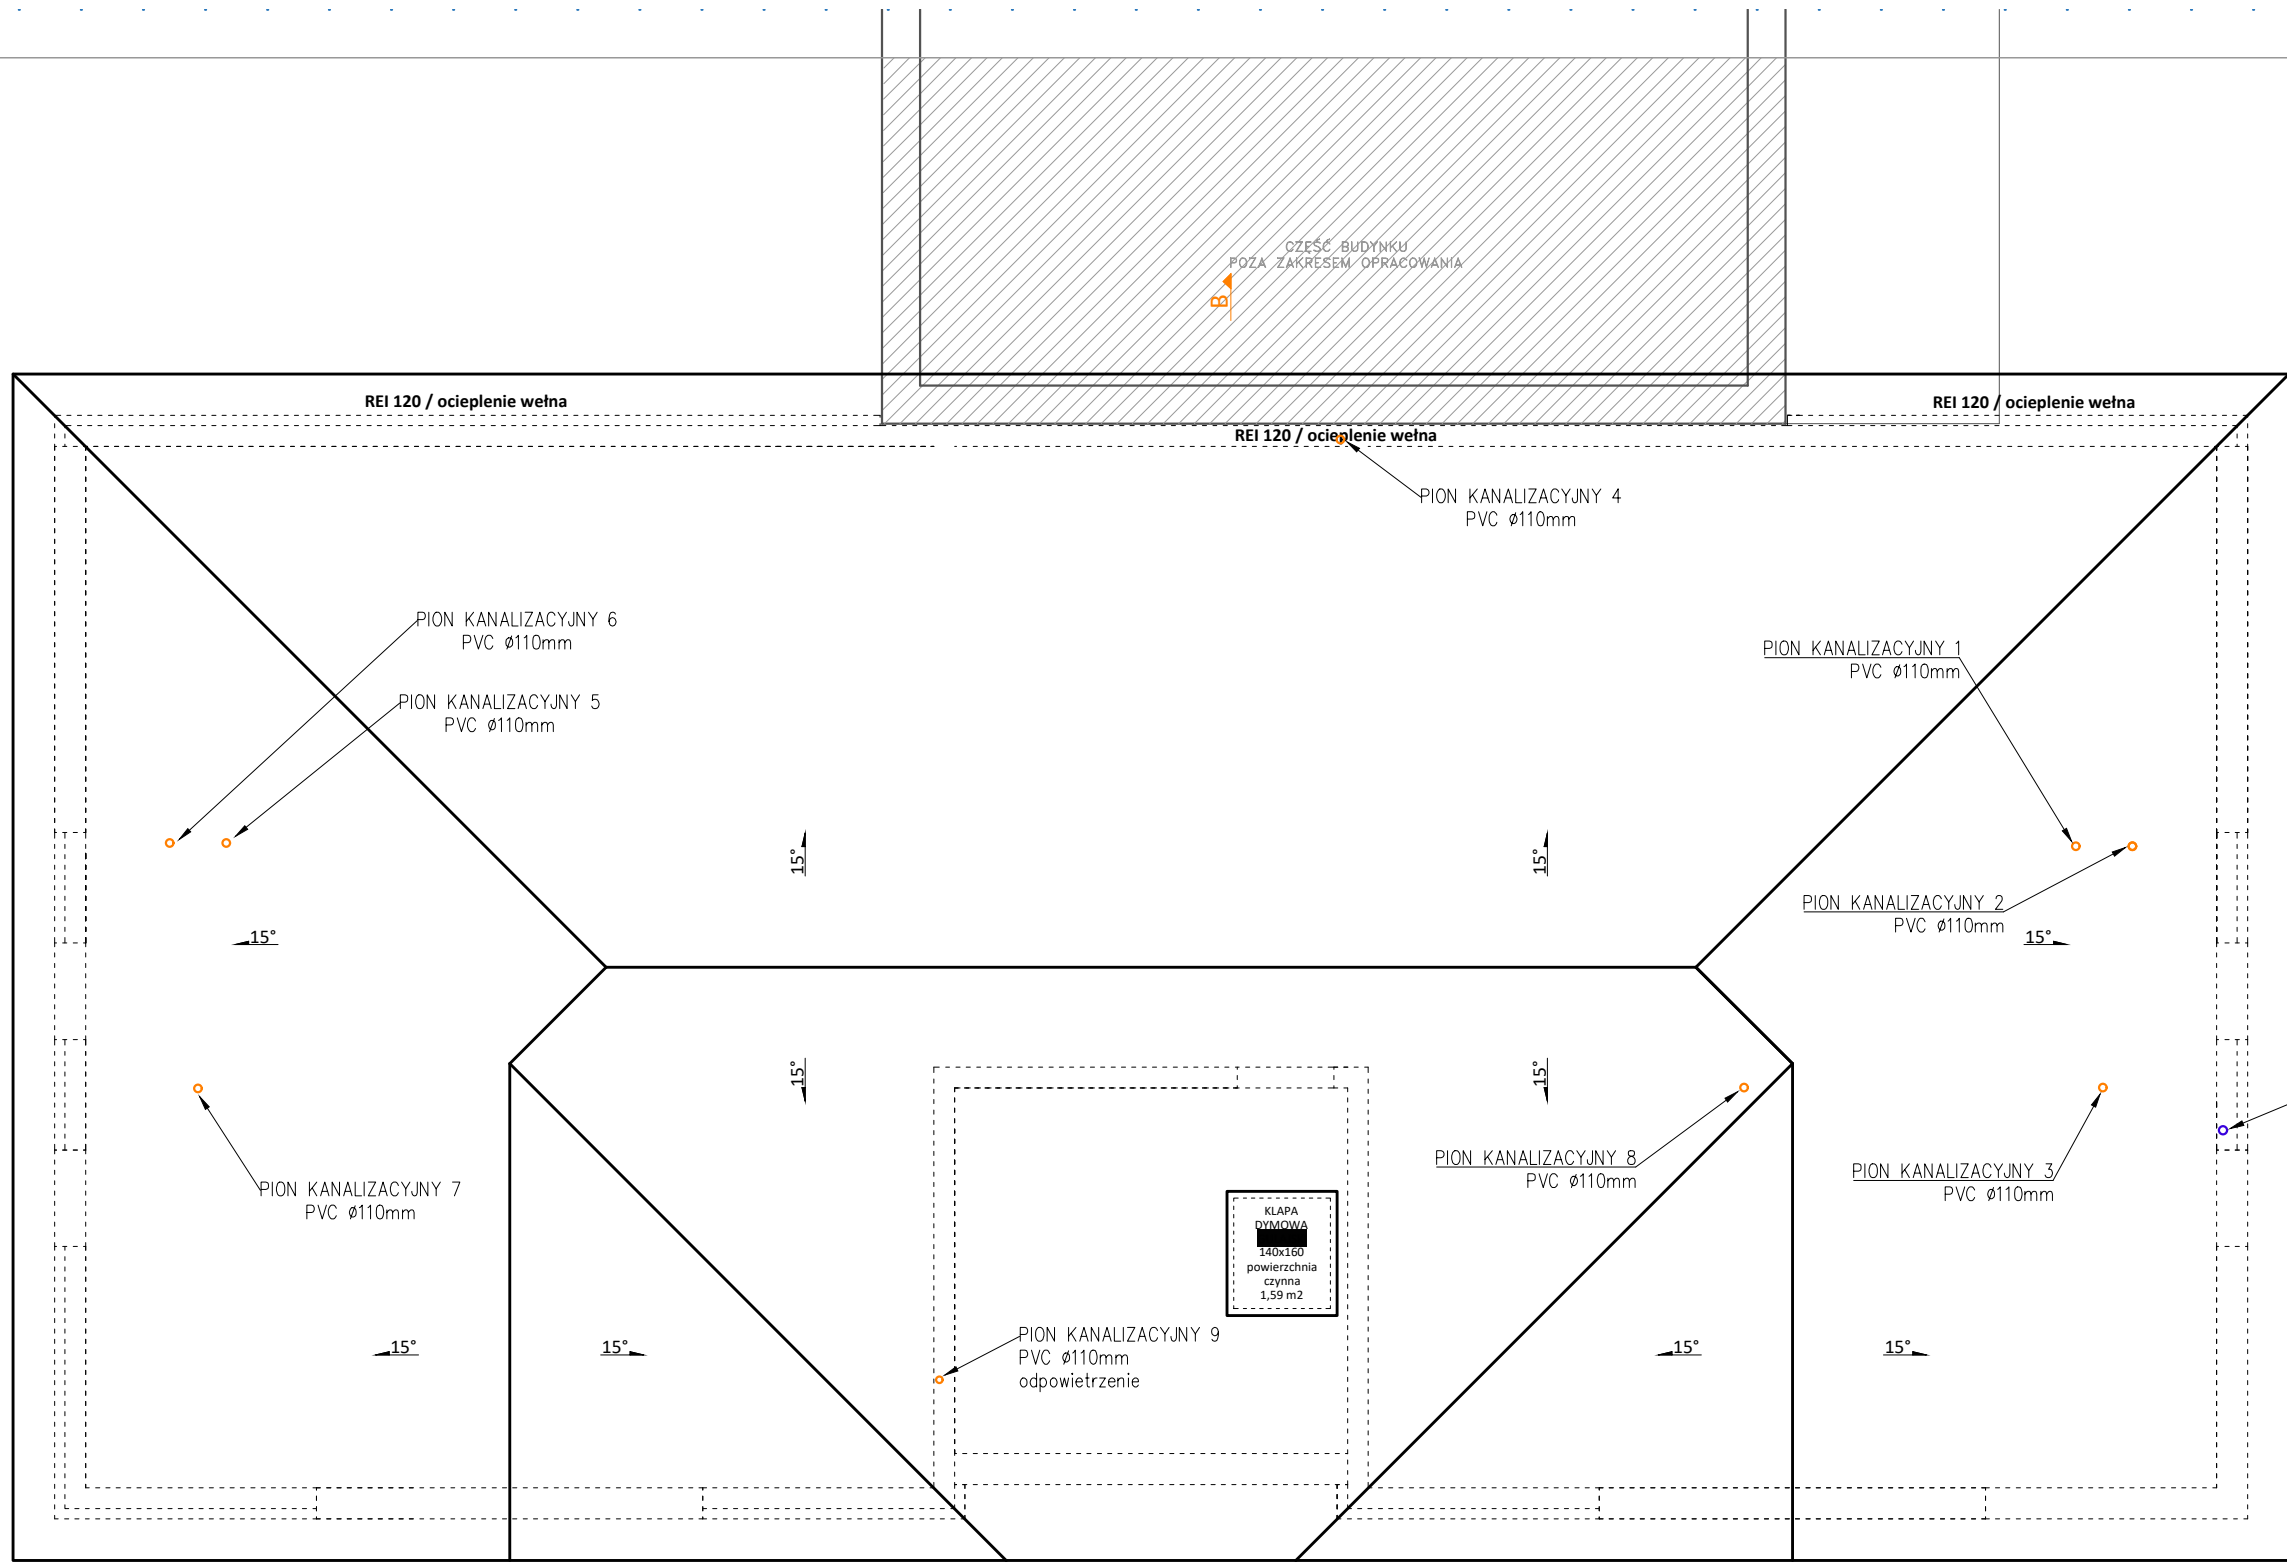 CZĘŚĆ BUDYNKU
POZA ZAKRESEM OPRACOWANIA
B
REI 120 / ocieplenie wełna
REI 120 / ocieplenie wełna
REI 120 / ocieplenie wełna
PION KANALIZACYJNY 4
PVC ø110mm
PION KANALIZACYJNY 6
PVC ø110mm
PION KANALIZACYJNY 1
PVC ø110mm
PION KANALIZACYJNY 5
PVC ø110mm
15°
15°
PION KANALIZACYJNY 2
PVC ø110mm
15°
15°
15°
15°
PION KANALIZACYJNY 8
PVC ø110mm
PION KANALIZACYJNY 3
PVC ø110mm
PION KANALIZACYJNY 7
PVC ø110mm
KLAPA
DYMOWA
140x160
powierzchnia
czynna
1,59 m2
PION KANALIZACYJNY 9
PVC ø110mm
odpowietrzenie
15°
15°
15°
15°